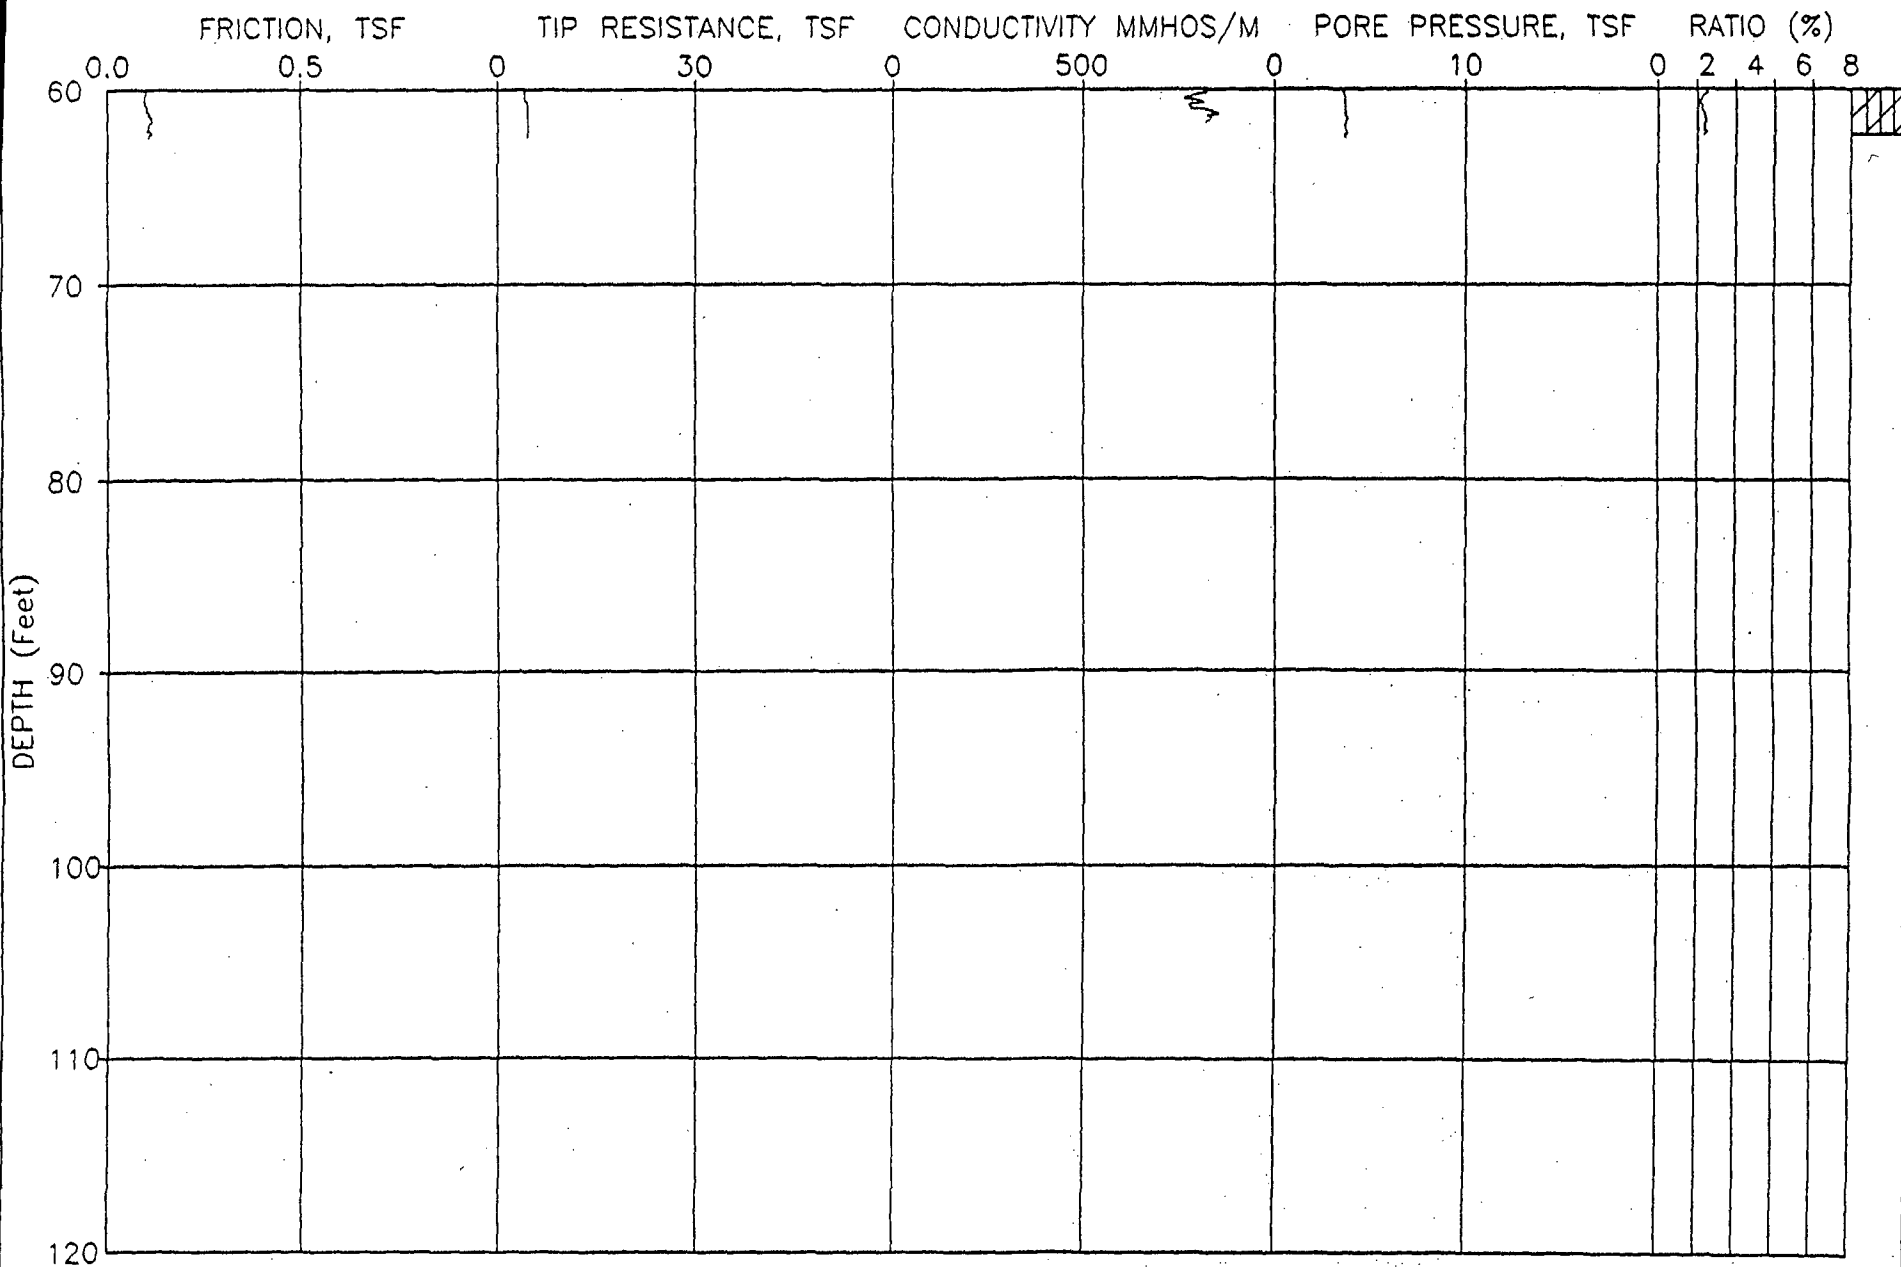 FRICTION, TSF TIP RESISTANCE, TSF CONDUCTIVITY MMHOS/M PORE PRESSURE, TSF RATIO (%)
0.0 0.5 0 30 0 500 0 10 0 2 4 6 8
60
70
80
DEPTH (Feet)
90
100
110
120